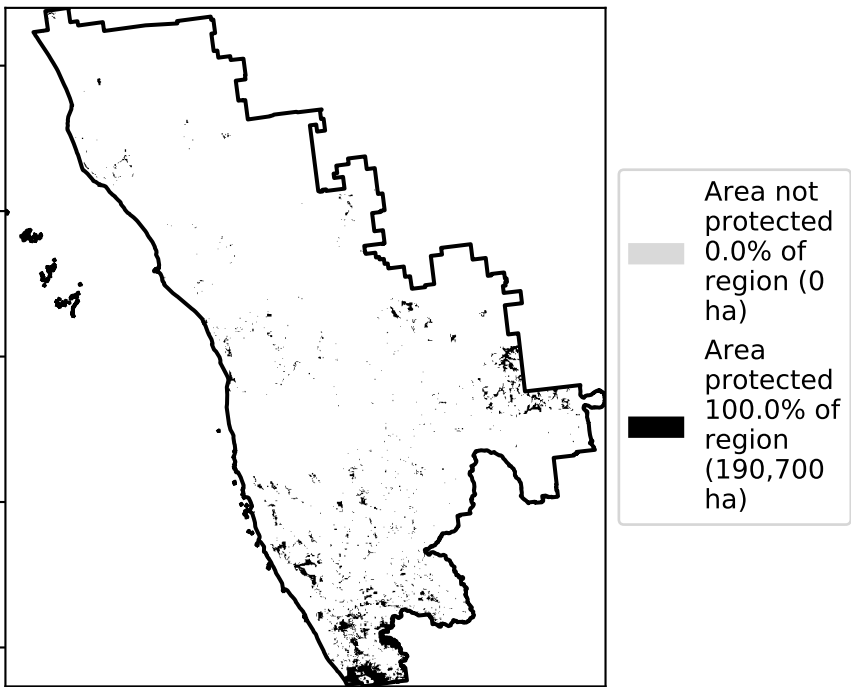 Area not
protected
0.0% of
region (0
ha)
Area
protected
100.0% of
region
(190,700
ha)